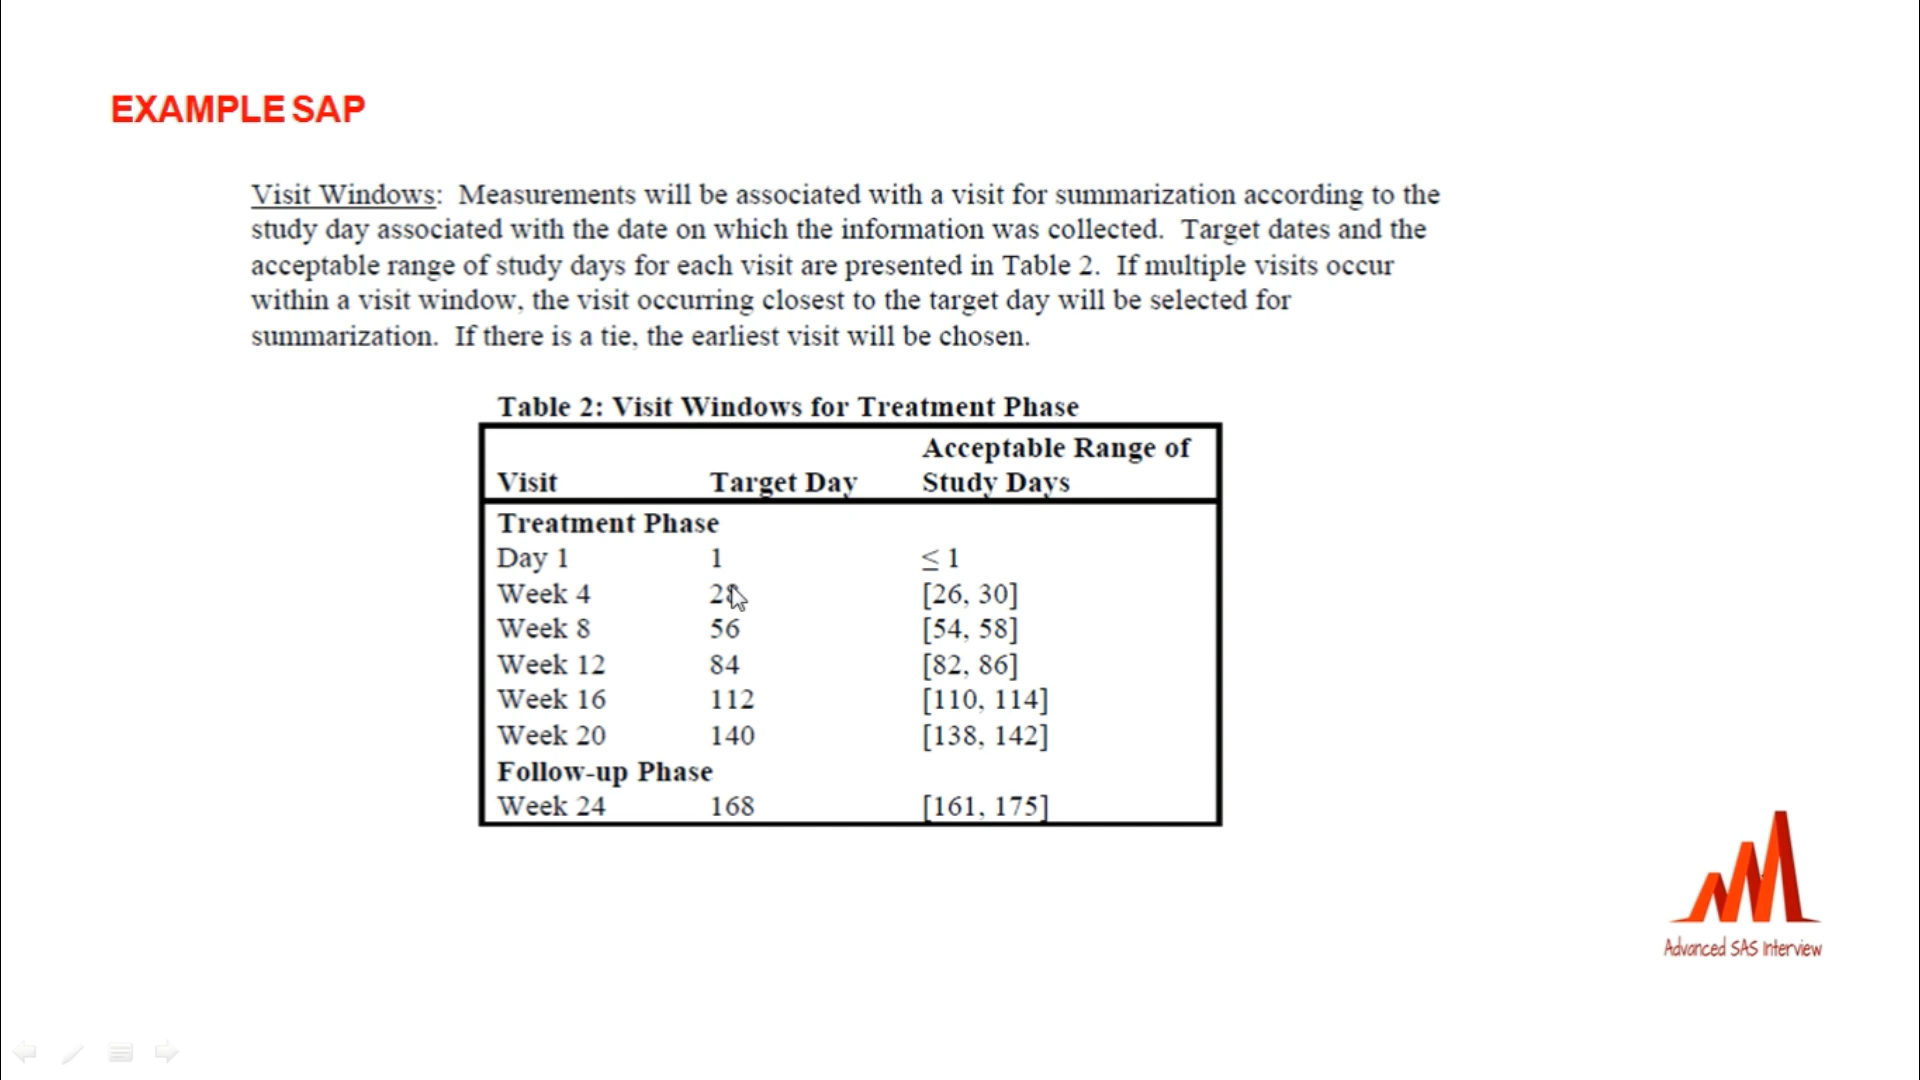 EXAMPLE SAP
Visit Windows: Measurements will be associated with a visit for summarization according to the
study day associated with the date on which the information was collected. Target dates and the
acceptable range of study days for each visit are presented in Table 2. If multiple visits occur
within a visit window, the visit occurring closest to the target day will be selected for
summarization. If there is a tie, the earliest visit will be chosen.
Table 2: Visit Windows for Treatment Phase
Acceptable Range of
Visit Target Day Study Days
Treatment Phase
Day 1 1 ≤ 1
Week 4 28 [26, 30]
Week 8 56 [54, 58]
Week 12 84 [82, 86]
Week 16 112 [110, 114]
Week 20 140 [138, 142]
Follow-up Phase
Week 24 168 [161, 175]
Advanced SAS Interview